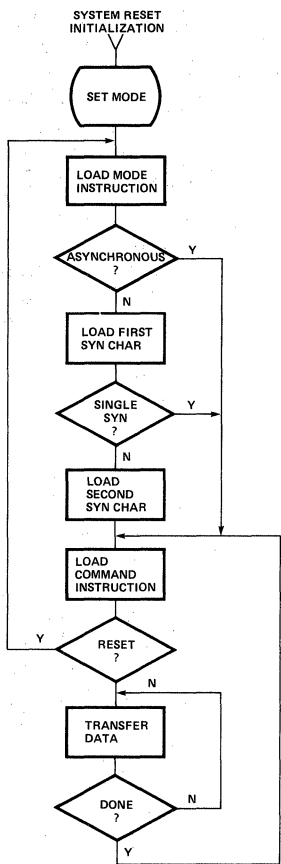 SYSTEM RESET
INITIALIZATION
SET MODE
LOAD MODE
INSTRUCTION
ASYNCHRONOUS
?
Y
N
LOAD FIRST
SYN CHAR
SINGLE
SYN
?
Y
N
LOAD
SECOND
SYN CHAR
LOAD
COMMAND
INSTRUCTION
Y
RESET
?
N
TRANSFER
DATA
DONE
?
N
Y